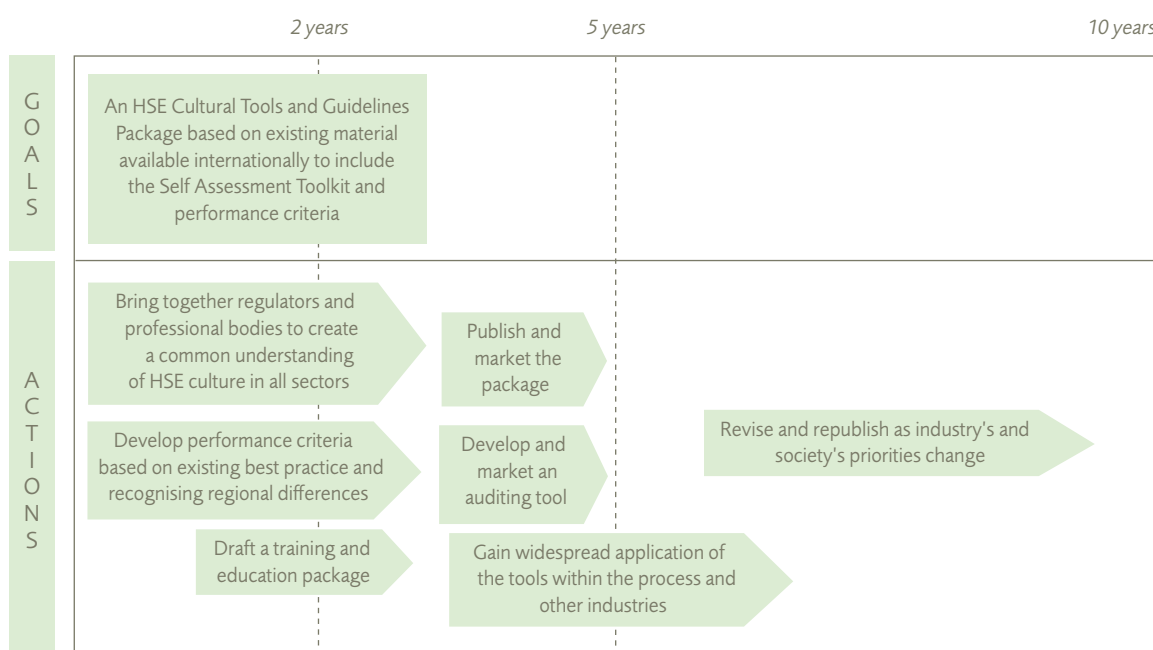 2 years
5 years
10 years
GOALS
An HSE Cultural Tools and Guidelines
Package based on existing material
available internationally to include
the Self Assessment Toolkit and
performance criteria
ACTIONS
Bring together regulators and
professional bodies to create
a common understanding
of HSE culture in all sectors
Publish and
market the
package
Develop performance criteria
based on existing best practice and
recognising regional differences
Develop and
market an
auditing tool
Revise and republish as industry's and
society's priorities change
Draft a training and
education package
Gain widespread application of
the tools within the process and
other industries